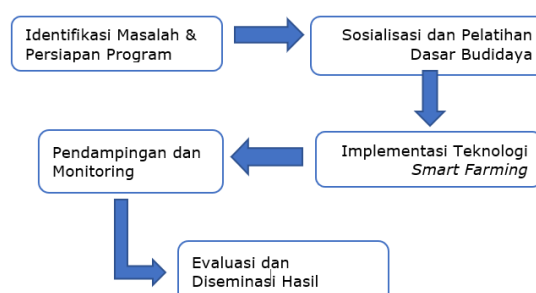 Identifikasi Masalah &
Persiapan Program
Sosialisasi dan Pelatihan
Dasar Budidaya
Implementasi Teknologi
Smart Farming
Pendampingan dan
Monitoring
Evaluasi dan
Diseminasi Hasil